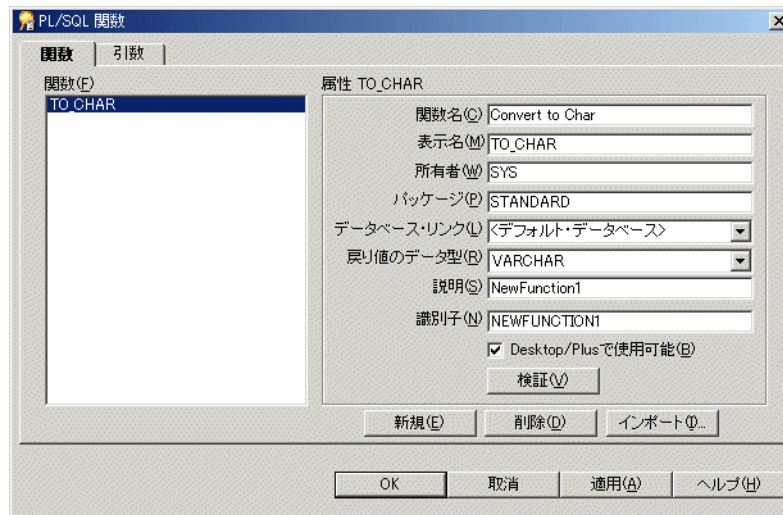 PL/SQL 関数
関数 引数
関数(F)
TO_CHAR
属性 TO_CHAR
関数名(C) Convert to Char
表示名(M) TO_CHAR
所有者(W) SYS
パッケージ(P) STANDARD
データベース・リンク(L) <デフォルト・データベース>
戻り値のデータ型(R) VARCHAR
説明(S) NewFunction1
識別子(N) NEWFUNCTION1
Desktop/Plusで使用可能(B)
検証(V)
新規(E) 削除(D) インポート(I)...
OK 取消 適用(A) ヘルプ(H)